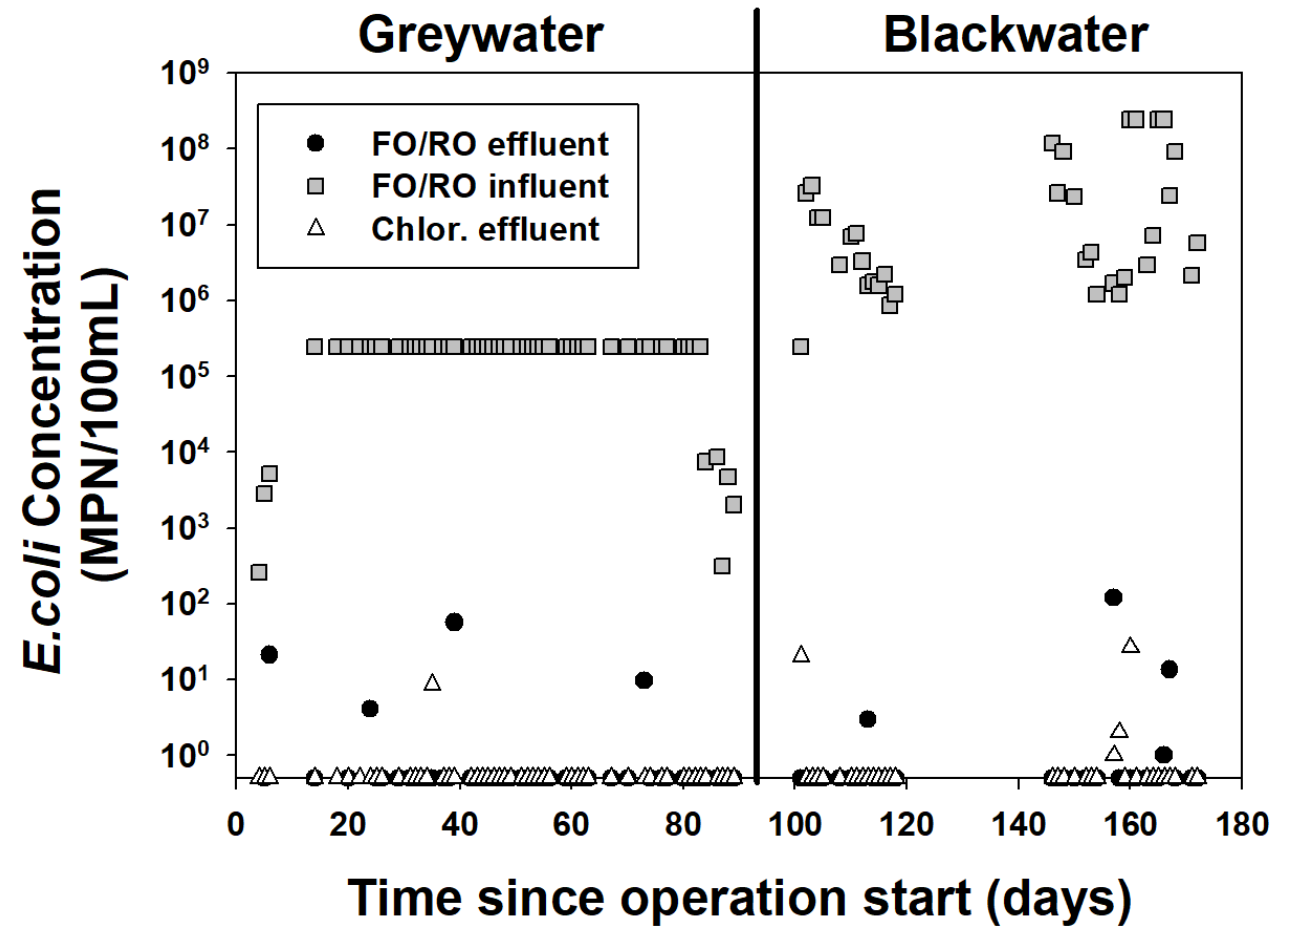 Greywater
Blackwater
10⁹
10⁸
10⁷
10⁶
10⁵
10⁴
10³
10²
10¹
10⁰
FO/RO effluent
FO/RO influent
Chlor. effluent
E.coli Concentration
(MPN/100mL)
0 20 40 60 80 100 120 140 160 180
Time since operation start (days)